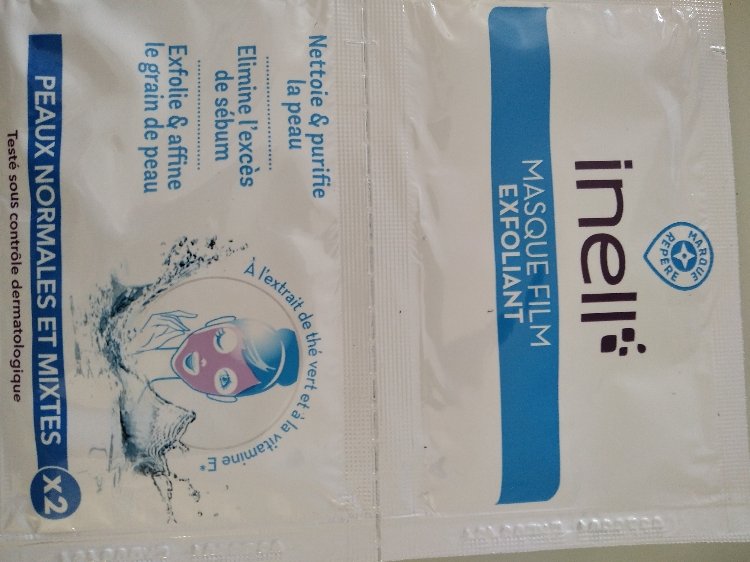 MARQUE
REPÈRE
inell
MASQUE FILM
EXFOLIANT
Nettoie & purifie
la peau
Elimine l'excès
de sébum
Exfolie & affine
le grain de peau
À l'extrait de thé vert et à la vitamine E*
PEAUX NORMALES ET MIXTES x2
Testé sous contrôle dermatologique